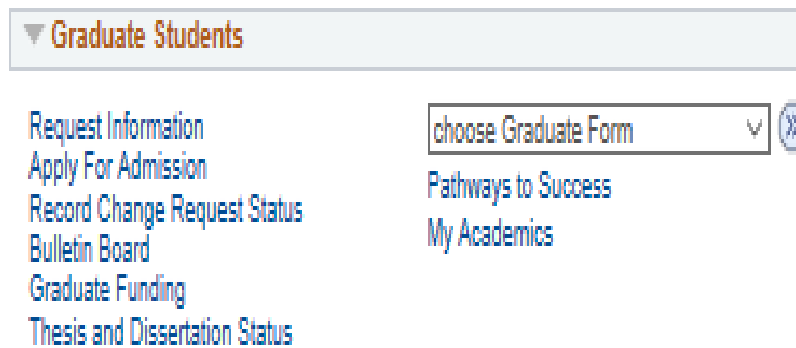 Graduate Students
Request Information
Apply For Admission
Record Change Request Status
Bulletin Board
Graduate Funding
Thesis and Dissertation Status
choose Graduate Form
Pathways to Success
My Academics